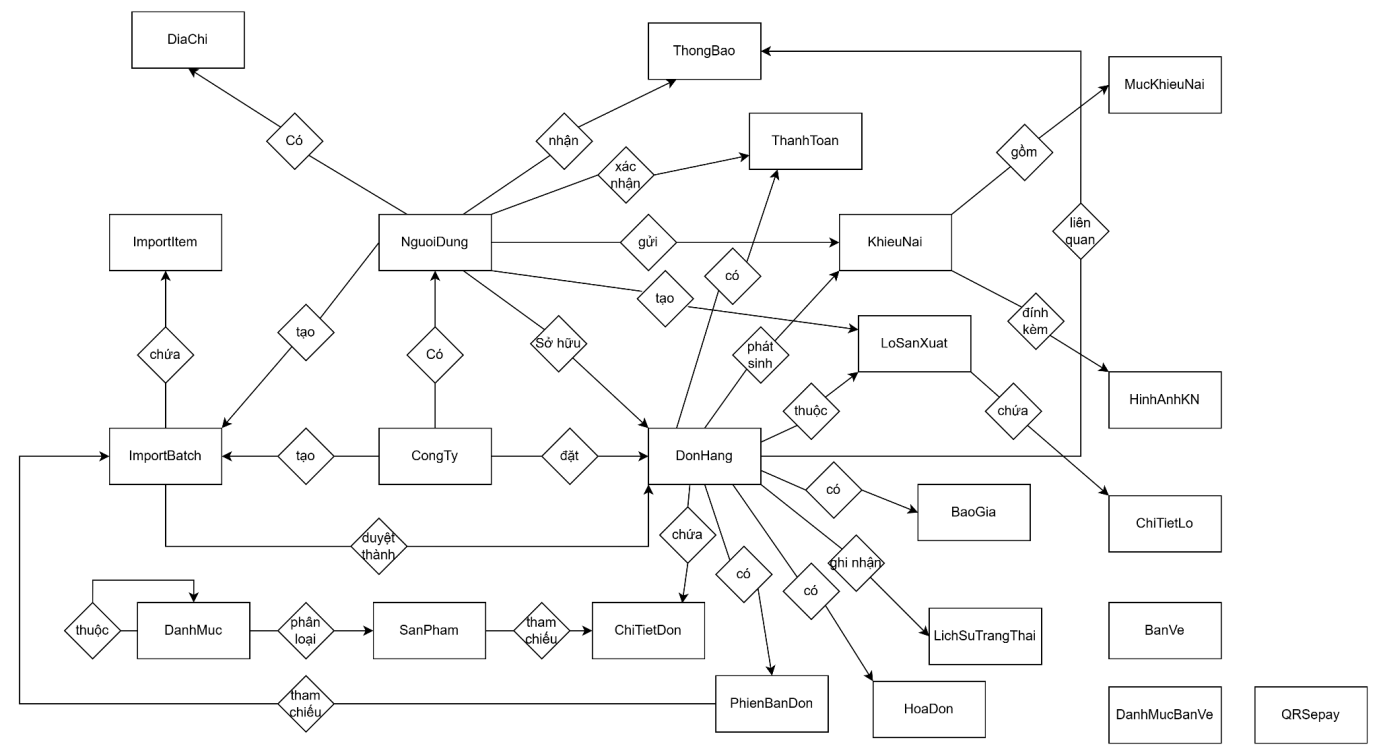 DiaChi
ThongBao
MucKhieuNai
Có
nhận
ThanhToan
gồm
xác
nhận
ImportItem
NguoiDung
gửi
KhieuNai
liên
quan
có
tạo
đính
kèm
tạo
Sở hữu
LoSanXuat
chứa
Có
phát
sinh
HinhAnhKN
thuộc
chứa
ImportBatch
tạo
CongTy
đặt
DonHang
có
BaoGia
ChiTietLo
duyệt
thành
chứa
ghi nhận
có
có
thuộc
DanhMuc
phân
loại
SanPham
tham
chiếu
ChiTietDon
LichSuTrangThai
BanVe
tham
chiếu
PhienBanDon
HoaDon
DanhMucBanVe
QRSepay